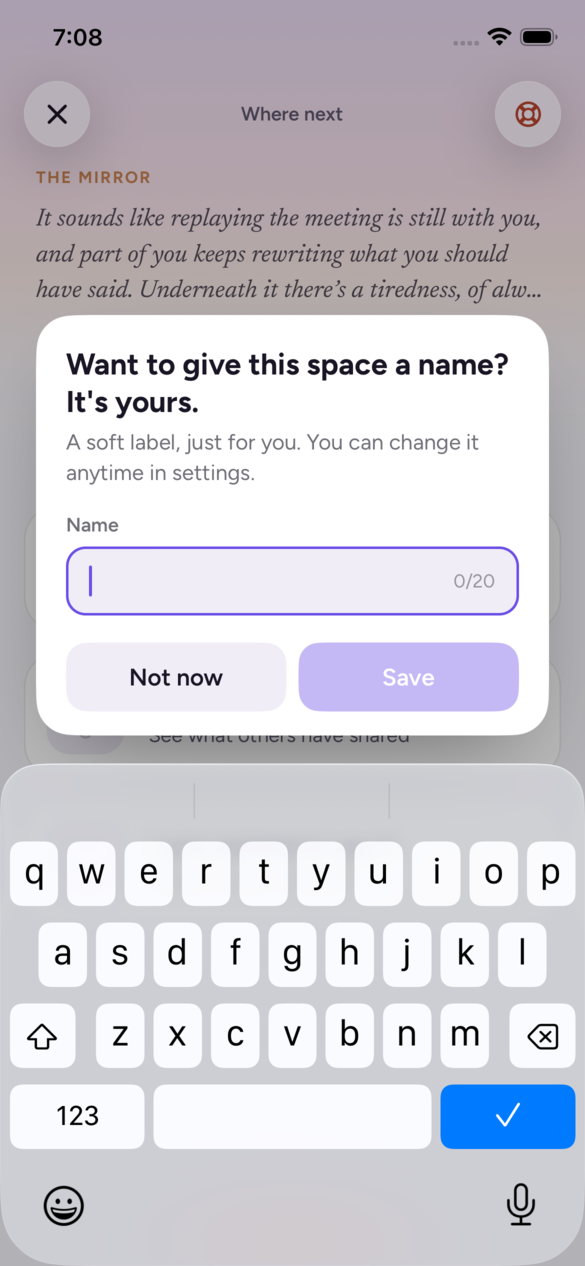 7:08
Where next
THE MIRROR
It sounds like replaying the meeting is still with you,
and part of you keeps rewriting what you should
have said. Underneath it there’s a tiredness, of alw...
Want to give this space a name?
It's yours.
A soft label, just for you. You can change it
anytime in settings.
Name
0/20
Not now
Save
See what others have shared
q w e r t y u i o p
a s d f g h j k l
z x c v b n m
123